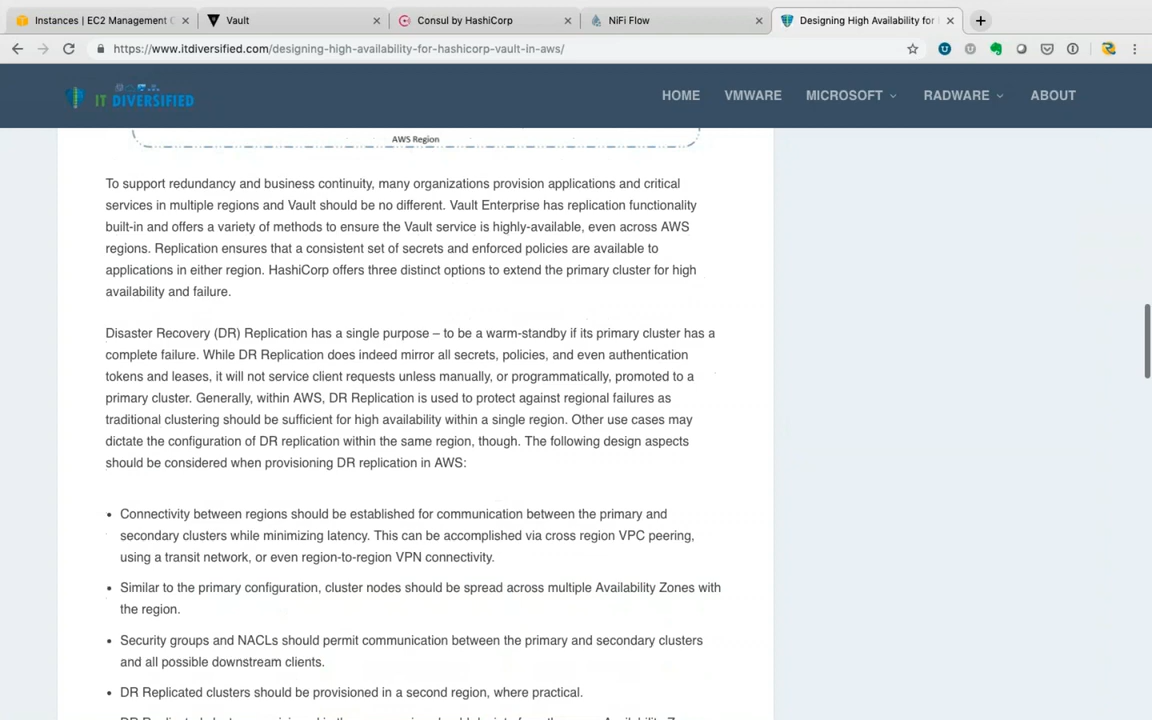 Instances | EC2 Management C
Vault
Consul by HashiCorp
NiFi Flow
Designing High Availability for
https://www.itdiversified.com/designing-high-availability-for-hashicorp-vault-in-aws/
IT DIVERSIFIED
HOME VMWARE MICROSOFT RADWARE ABOUT
AWS Region
To support redundancy and business continuity, many organizations provision applications and critical
services in multiple regions and Vault should be no different. Vault Enterprise has replication functionality
built-in and offers a variety of methods to ensure the Vault service is highly-available, even across AWS
regions. Replication ensures that a consistent set of secrets and enforced policies are available to
applications in either region. HashiCorp offers three distinct options to extend the primary cluster for high
availability and failure.
Disaster Recovery (DR) Replication has a single purpose – to be a warm-standby if its primary cluster has a
complete failure. While DR Replication does indeed mirror all secrets, policies, and even authentication
tokens and leases, it will not service client requests unless manually, or programmatically, promoted to a
primary cluster. Generally, within AWS, DR Replication is used to protect against regional failures as
traditional clustering should be sufficient for high availability within a single region. Other use cases may
dictate the configuration of DR replication within the same region, though. The following design aspects
should be considered when provisioning DR replication in AWS:
• Connectivity between regions should be established for communication between the primary and
secondary clusters while minimizing latency. This can be accomplished via cross region VPC peering,
using a transit network, or even region-to-region VPN connectivity.
• Similar to the primary configuration, cluster nodes should be spread across multiple Availability Zones with
the region.
• Security groups and NACLs should permit communication between the primary and secondary clusters
and all possible downstream clients.
• DR Replicated clusters should be provisioned in a second region, where practical.